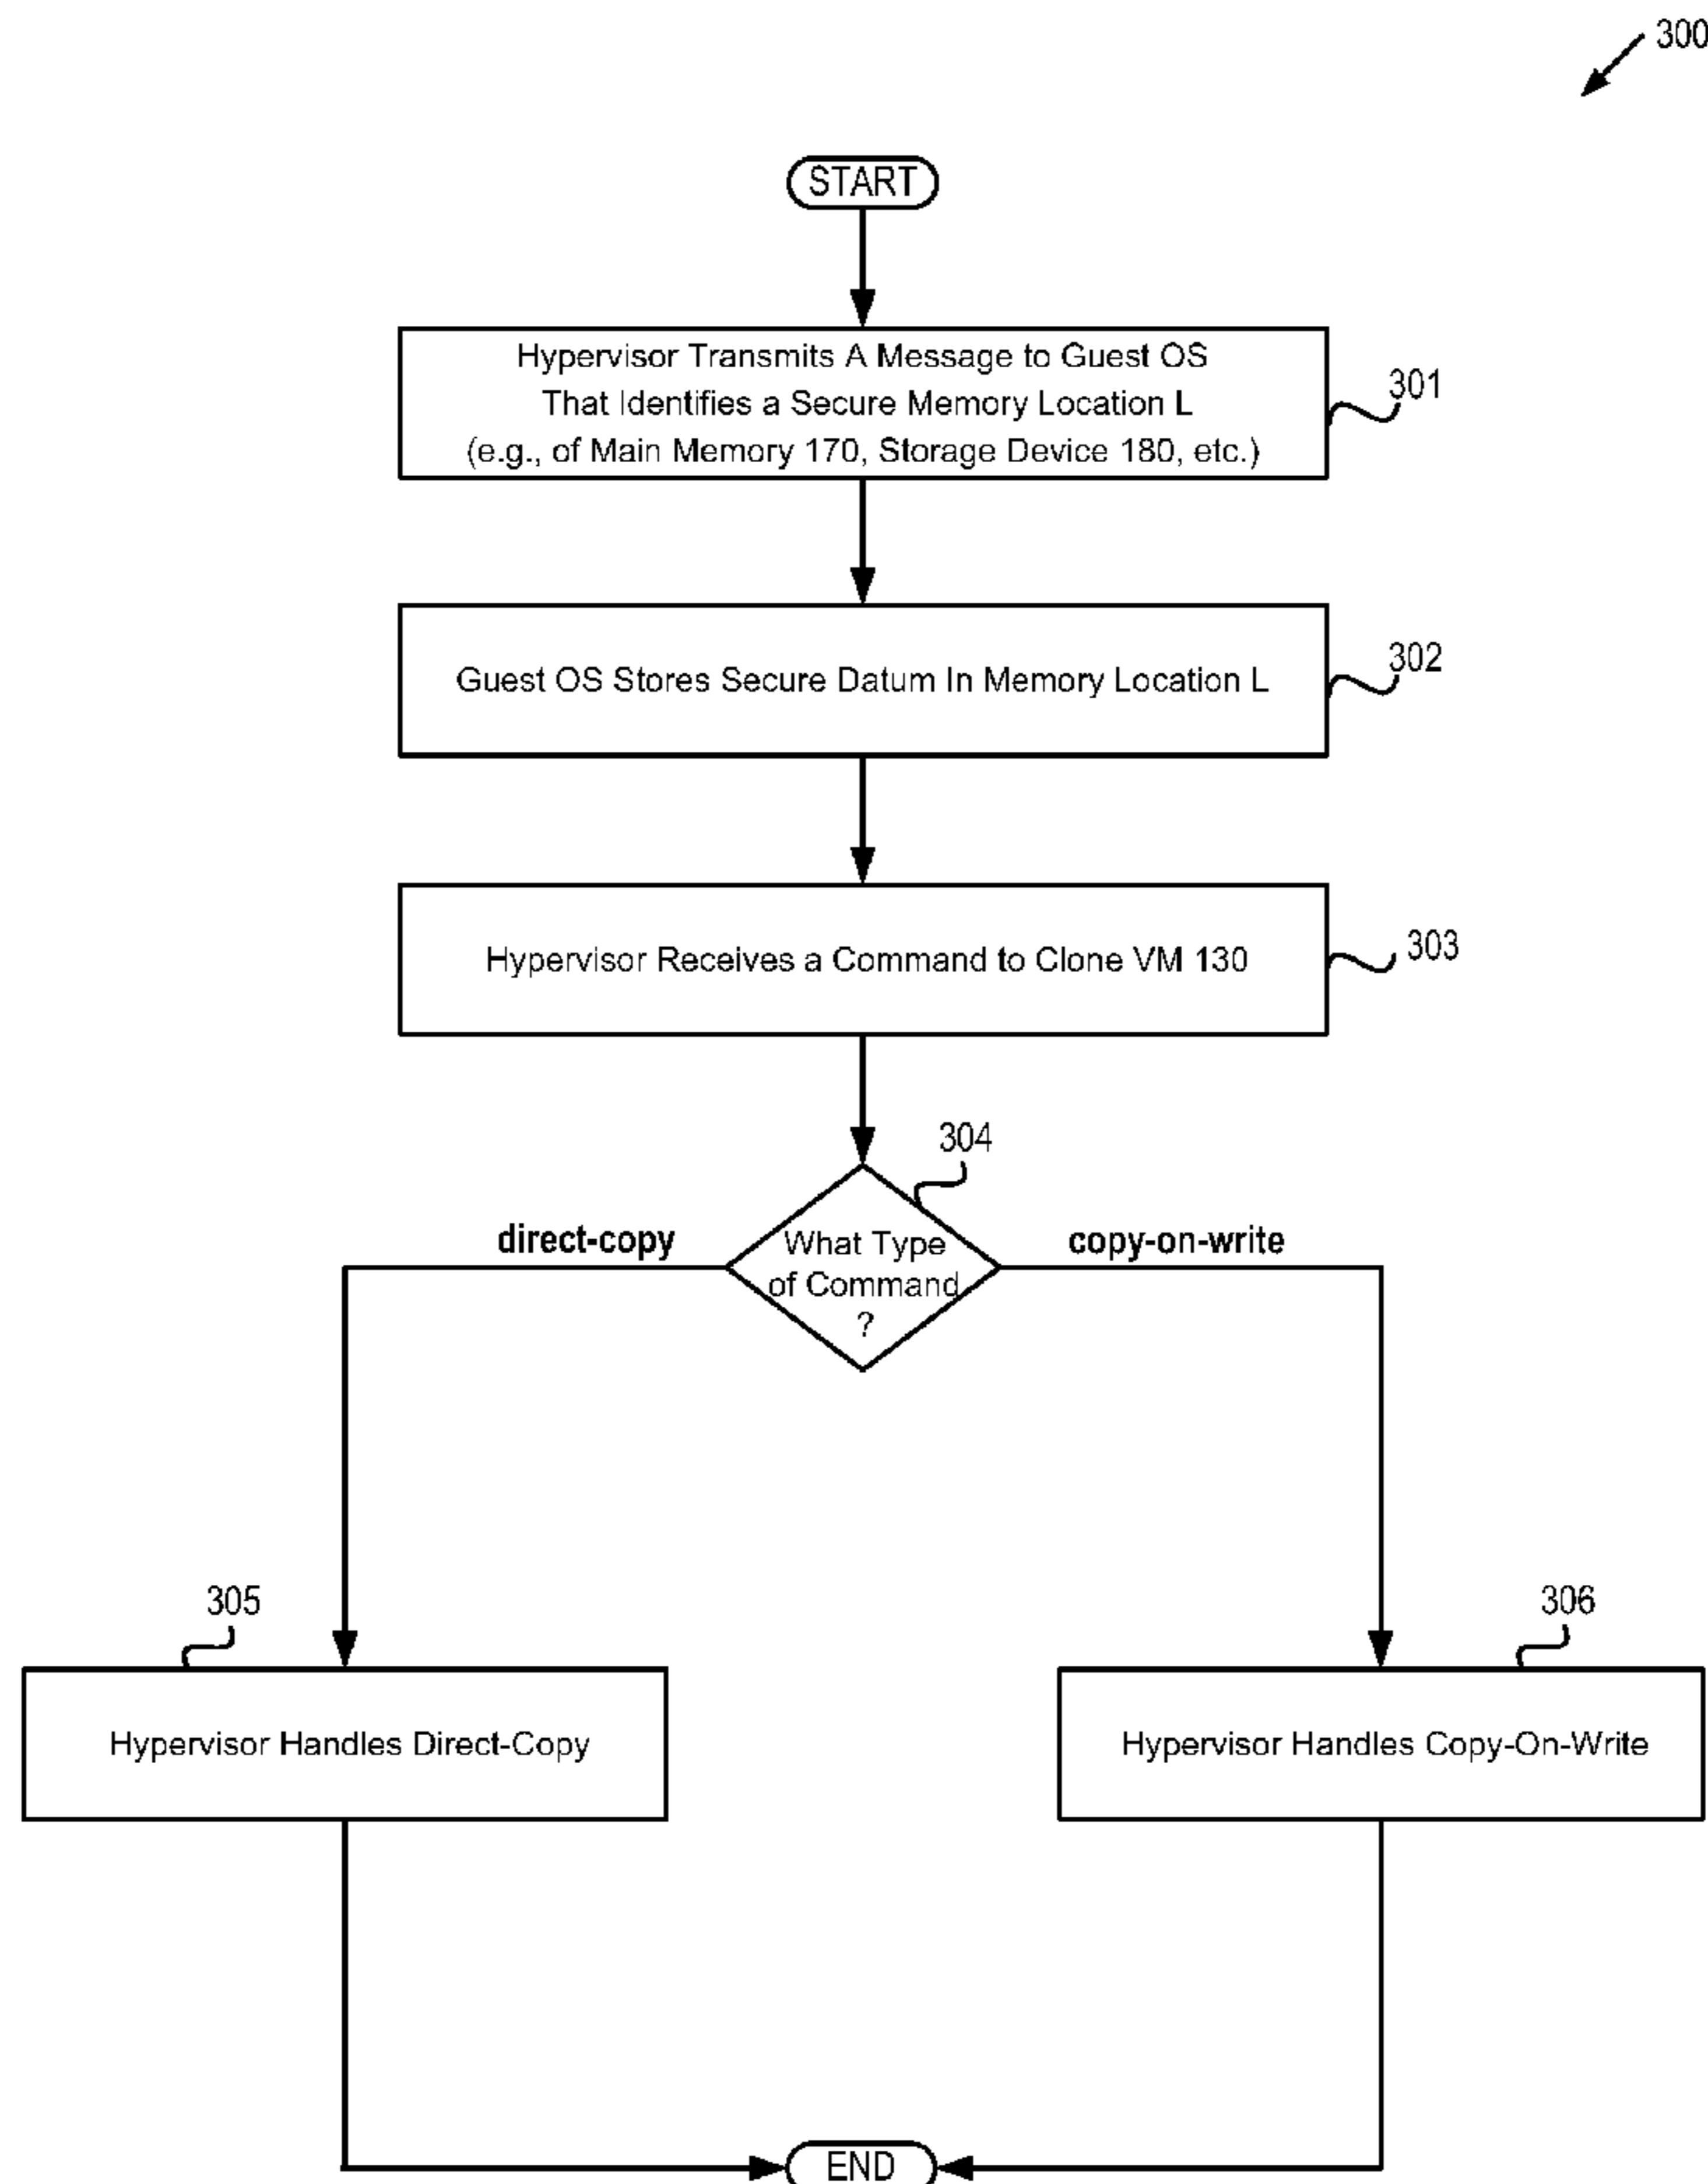 300
START
Hypervisor Transmits A Message to Guest OS
That Identifies a Secure Memory Location L
(e.g., of Main Memory 170, Storage Device 180, etc.)
301
Guest OS Stores Secure Datum In Memory Location L
302
Hypervisor Receives a Command to Clone VM 130
303
304
direct-copy
What Type
of Command
?
copy-on-write
305
Hypervisor Handles Direct-Copy
306
Hypervisor Handles Copy-On-Write
END